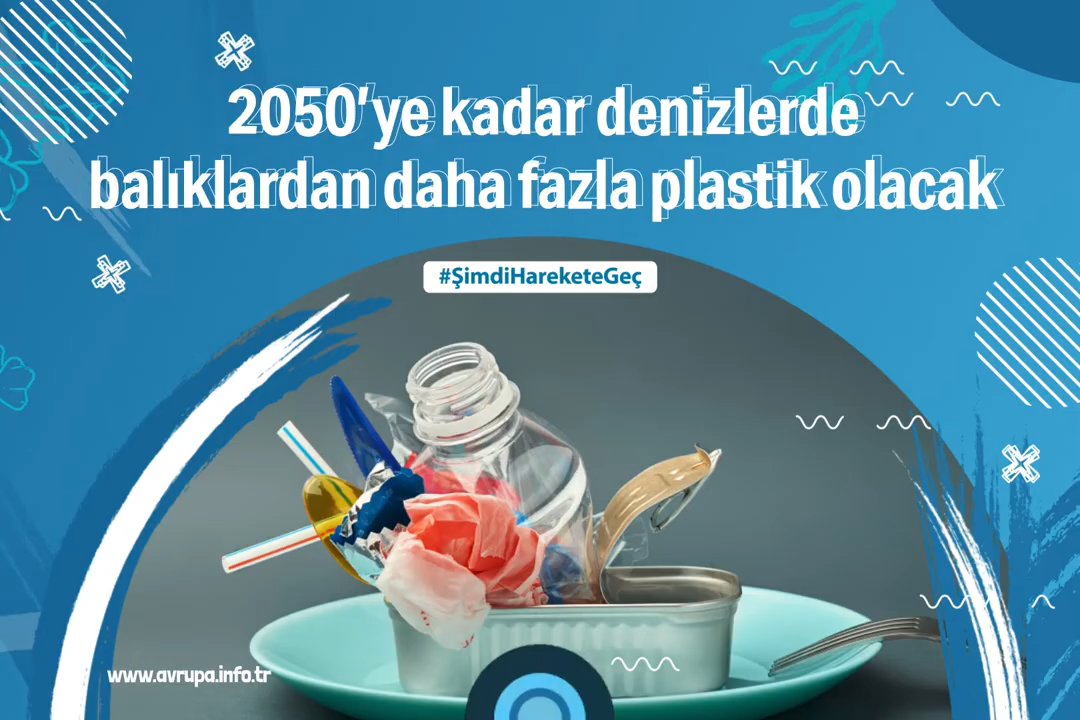 2050'ye kadar denizlerde
balıklardan daha fazla plastik olacak
#ŞimdiHareketeGeç
www.avrupa.info.tr